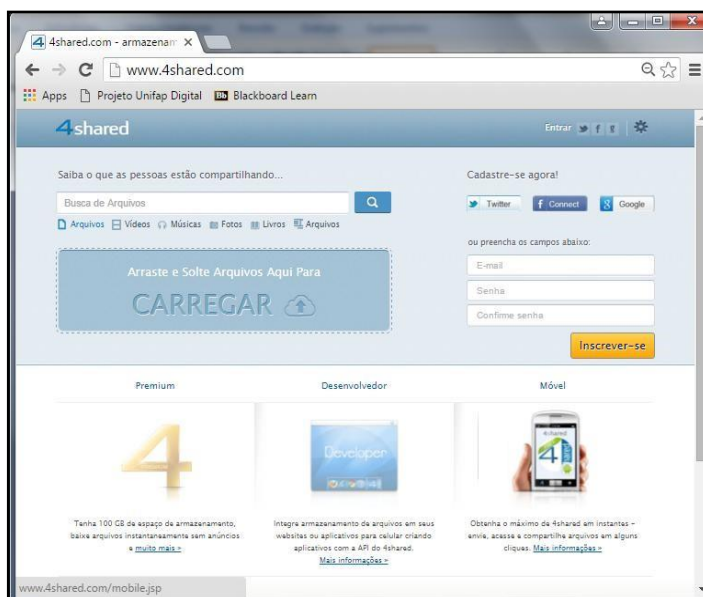 4shared.com - armazenam
www.4shared.com
Apps Projeto Unifap Digital Bb Blackboard Learn
4shared
Entrar
Saiba o que as pessoas estão compartilhando...
Cadastre-se agora!
Busca de Arquivos
Twitter Connect Google
Arquivos Vídeos Músicas Fotos Livros Arquivos
ou preencha os campos abaixo:
Arraste e Solte Arquivos Aqui Para
CARREGAR
E-mail
Senha
Confirme senha
Inscrever-se
Premium Desenvolvedor Móvel
4
Developer
4shared
4
shared
Tenha 100 GB de espaço de armazenamento,
baixe arquivos instantaneamente sem anúncios
e muito mais »
Integre armazenamento de arquivos em seus
websites ou aplicativos para celular criando
aplicativos com a API do 4shared.
Mais informações »
Obtenha o máximo de 4shared em instantes -
envie, acesse e compartilhe arquivos em alguns
cliques. Mais informações »
www.4shared.com/mobile.jsp